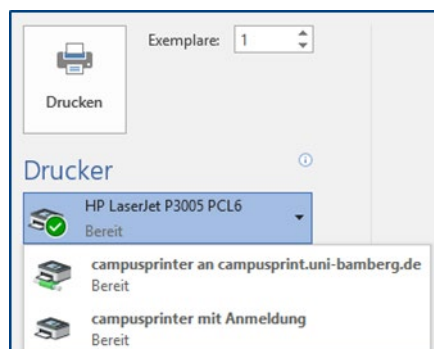 Exemplare: 1
Drucken
Drucker
HP LaserJet P3005 PCL6
Bereit
campusprinter an campusprint.uni-bamberg.de
Bereit
campusprinter mit Anmeldung
Bereit